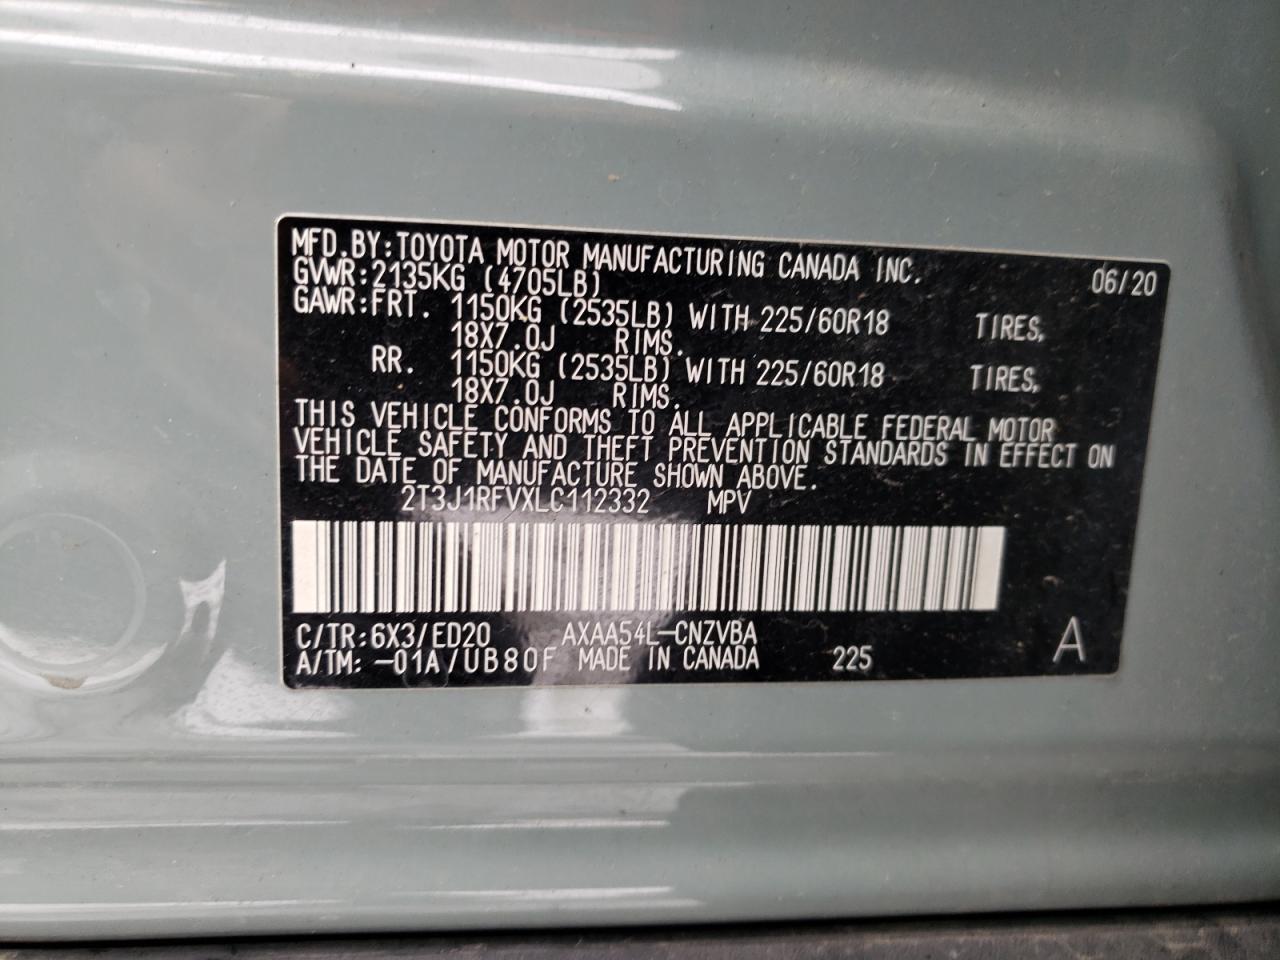 MFD.BY:TOYOTA MOTOR MANUFACTURING CANADA INC. 06/20
GVWR:2135KG (4705LB)
GAWR:FRT. 1150KG (2535LB) WITH 225/60R18 TIRES,
18X7.0J RIMS.
RR. 1150KG (2535LB) WITH 225/60R18 TIRES,
18X7.0J RIMS.
THIS VEHICLE CONFORMS TO ALL APPLICABLE FEDERAL MOTOR
VEHICLE SAFETY AND THEFT PREVENTION STANDARDS IN EFFECT ON
THE DATE OF MANUFACTURE SHOWN ABOVE.
2T3J1RFVXLC112332 MPV
C/TR:6X3/ED20 AXAA54L-CNZVBA A
A/TM:-01A/UB80F MADE IN CANADA 225